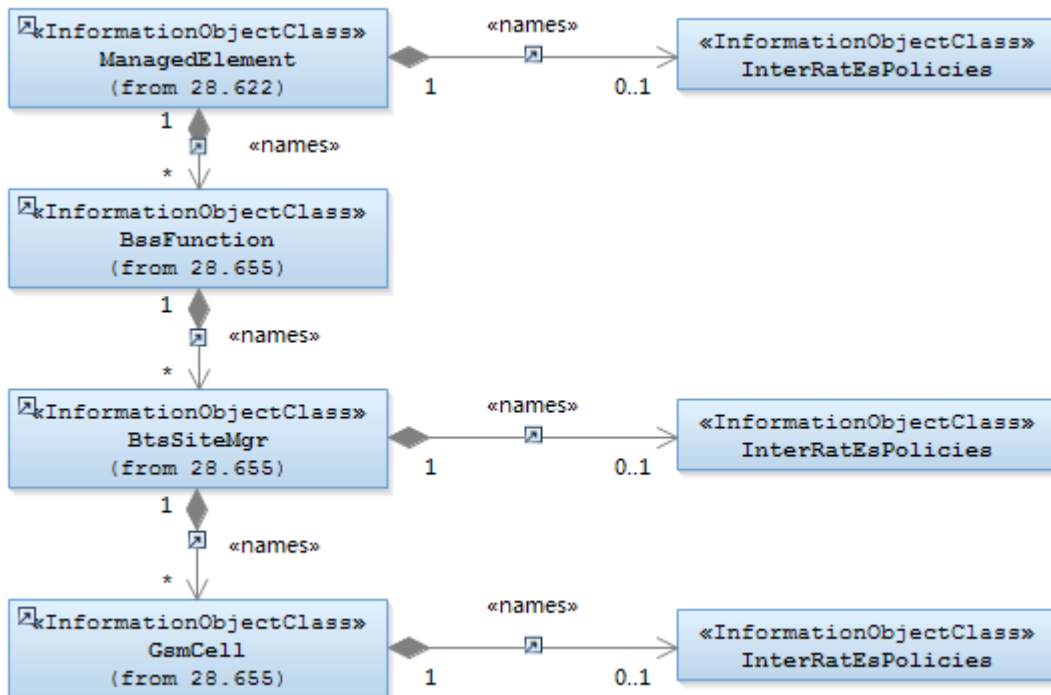 «InformationObjectClass»
ManagedElement
(from 28.622)
«names»
1
0..1
«InformationObjectClass»
InterRatEsPolicies
1
«names»
*
«InformationObjectClass»
BssFunction
(from 28.655)
1
«names»
*
«InformationObjectClass»
BtsSiteMgr
(from 28.655)
«names»
1
0..1
«InformationObjectClass»
InterRatEsPolicies
1
«names»
*
«InformationObjectClass»
GsmCell
(from 28.655)
«names»
1
0..1
«InformationObjectClass»
InterRatEsPolicies